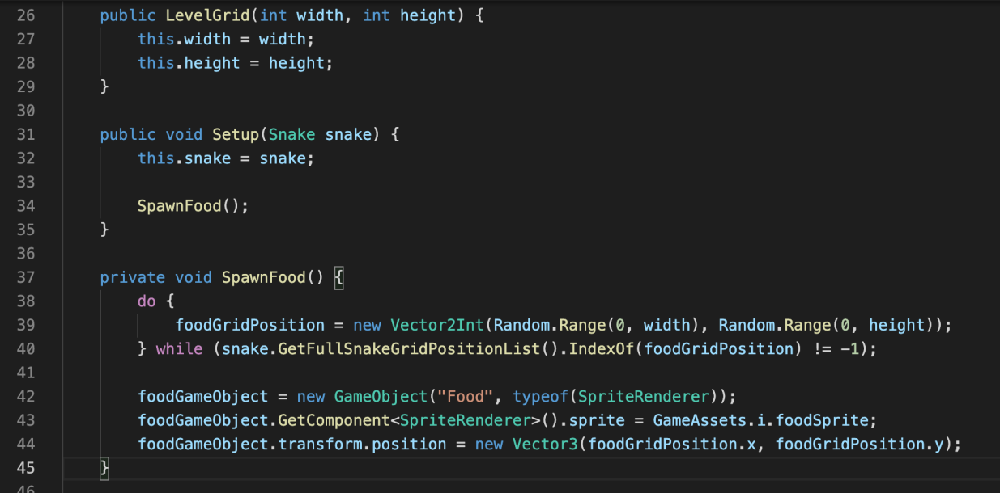 26 public LevelGrid(int width, int height) {
27 this.width = width;
28 this.height = height;
29 }
30
31 public void Setup(Snake snake) {
32 this.snake = snake;
33
34 SpawnFood();
35 }
36
37 private void SpawnFood() {
38 do {
39 foodGridPosition = new Vector2Int(Random.Range(0, width), Random.Range(0, height));
40 } while (snake.GetFullSnakeGridPositionList().IndexOf(foodGridPosition) != -1);
41
42 foodGameObject = new GameObject("Food", typeof(SpriteRenderer));
43 foodGameObject.GetComponent<SpriteRenderer>().sprite = GameAssets.i.foodSprite;
44 foodGameObject.transform.position = new Vector3(foodGridPosition.x, foodGridPosition.y);
45 }
46